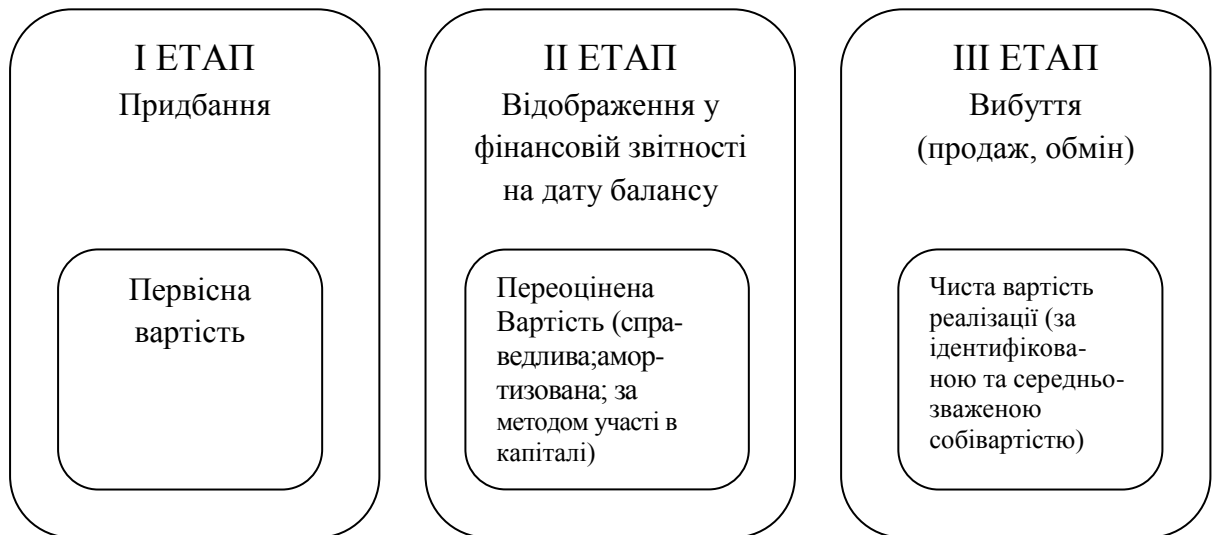 І ЕТАП
Придбання
Первісна
вартість
ІІ ЕТАП
Відображення у
фінансовій звітності
на дату балансу
Переоцінена
Вартість (спра-
ведлива;амор-
тизована; за
методом участі в
капіталі)
ІІІ ЕТАП
Вибуття
(продаж, обмін)
Чиста вартість
реалізації (за
ідентифікова-
ною та середньо-
зваженою
собівартістю)